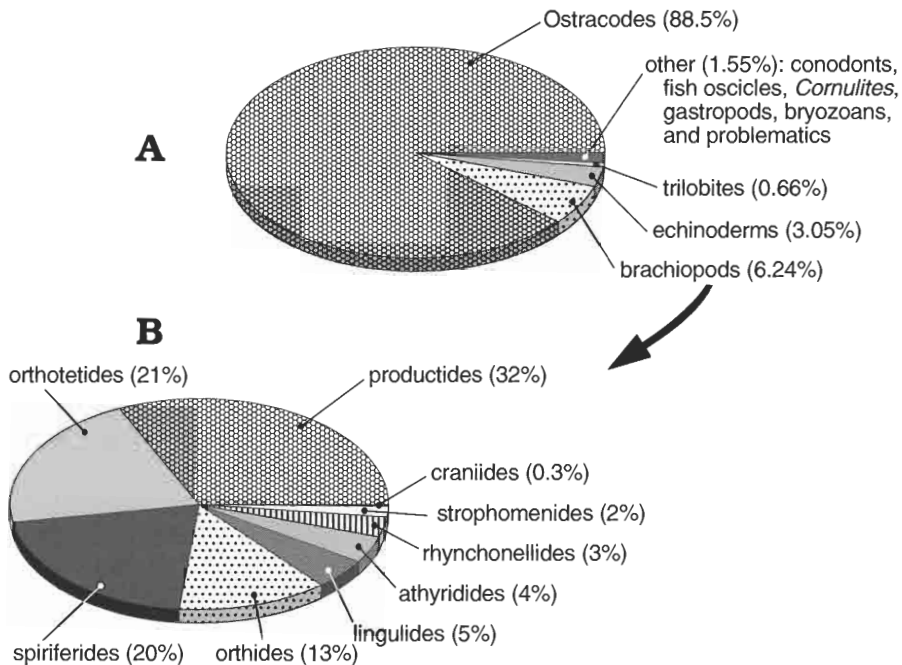 Ostracodes (88.5%)
other (1.55%): conodonts,
fish oscicles, Cornulites,
gastropods, bryozoans,
and problematics
A
trilobites (0.66%)
echinoderms (3.05%)
brachiopods (6.24%)
B
orthotetides (21%)
productides (32%)
craniides (0.3%)
strophomenides (2%)
rhynchonellides (3%)
athyridides (4%)
lingulides (5%)
spiriferides (20%)
orthides (13%)